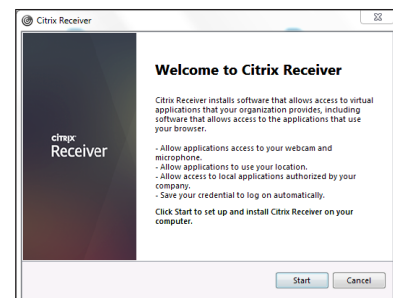 Citrix Receiver
Welcome to Citrix Receiver
Citrix Receiver installs software that allows access to virtual
applications that your organization provides, including
software that allows access to the applications that use
your browser.
- Allow applications access to your webcam and
microphone.
- Allow applications to use your location.
- Allow access to local applications authorized by your
company.
- Save your credential to log on automatically.
Click Start to set up and install Citrix Receiver on your
computer.
CITRIX
Receiver
Start
Cancel